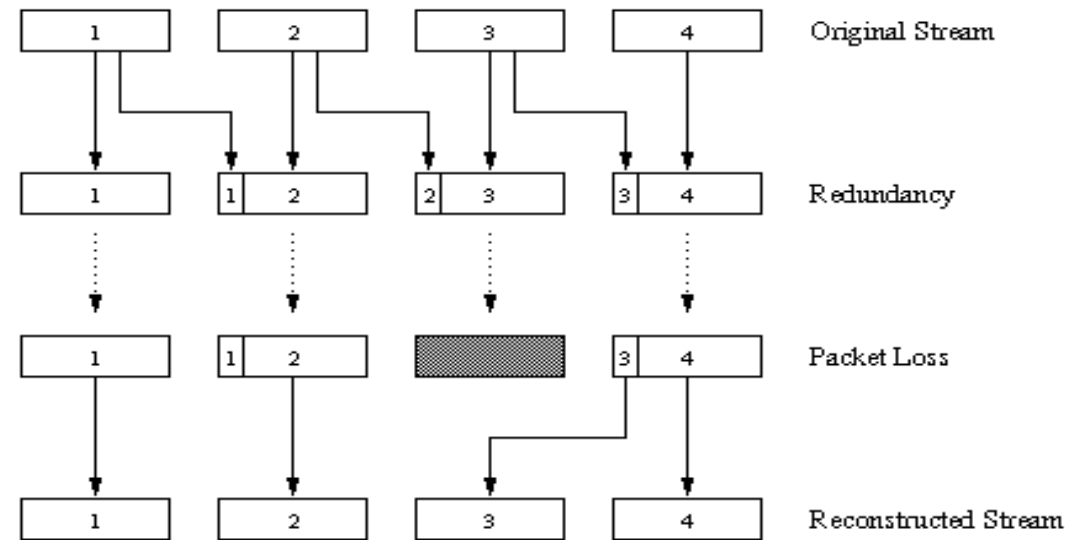 1 2 3 4 Original Stream
1 1 2 2 3 3 4 Redundancy
1 1 2 3 4 Packet Loss
1 2 3 4 Reconstructed Stream